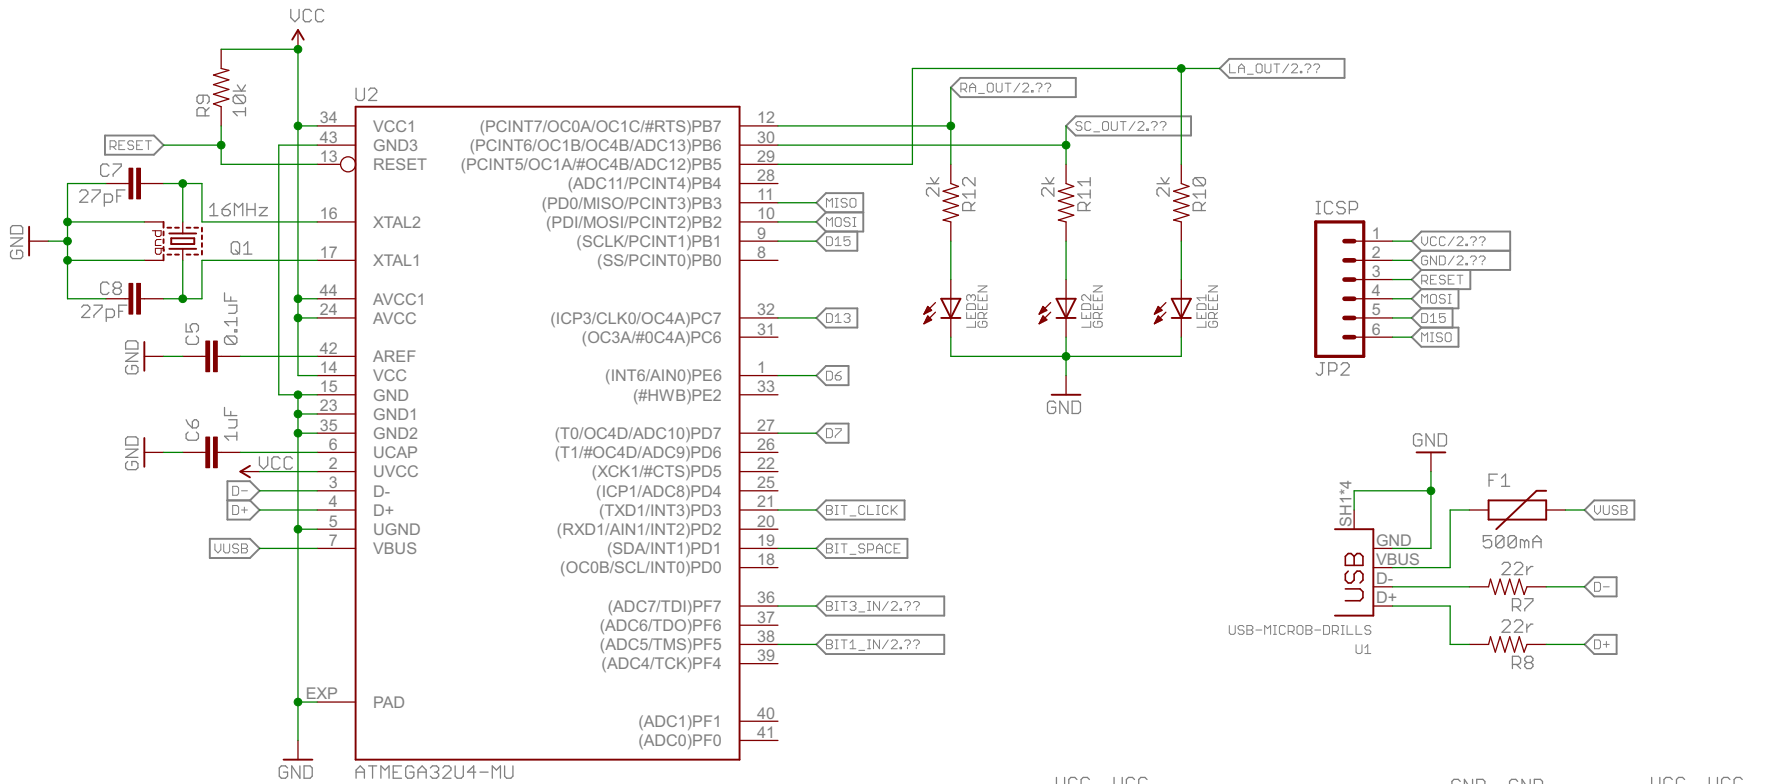 VCC
R9
10k
RESET
C7
27pF
16MHz
GND
pub
Q1
C8
27pF
C5
0.1uF
GND
C6
1uF
GND
VCC
D-
D+
VUSB
U2
34 VCC1
43 GND3
13 RESET
16 XTAL2
17 XTAL1
44 AVCC1
24 AVCC
42 AREF
14 VCC
15 GND
23 GND1
35 GND2
6 UCAP
2 UVCC
3 D-
4 D+
5 UGND
7 VBUS
EXP PAD
GND
ATMEGA32U4-MU
(PCINT7/OC0A/OC1C/#RTS)PB7 12
(PCINT6/OC1B/OC4B/ADC13)PB6 30
(PCINT5/OC1A/#OC4B/ADC12)PB5 29
(ADC11/PCINT4)PB4 28
(PD0/MISO/PCINT3)PB3 11 MISO
(PDI/MOSI/PCINT2)PB2 10 MOSI
(SCLK/PCINT1)PB1 9 D15
(SS/PCINT0)PB0 8
(ICP3/CLK0/OC4A)PC7 32 D13
(OC3A/#0C4A)PC6 31
(INT6/AIN0)PE6 1 D6
(#HWB)PE2 33
(T0/OC4D/ADC10)PD7 27 D7
(T1/#OC4D/ADC9)PD6 26
(XCK1/#CTS)PD5 22
(ICP1/ADC8)PD4 25
(TXD1/INT3)PD3 21 BIT_CLICK
(RXD1/AIN1/INT2)PD2 20
(SDA/INT1)PD1 19 BIT_SPACE
(OC0B/SCL/INT0)PD0 18
(ADC7/TDI)PF7 36 BIT3_IN/2.??
(ADC6/TDO)PF6 37
(ADC5/TMS)PF5 38 BIT1_IN/2.??
(ADC4/TCK)PF4 39
(ADC1)PF1 40
(ADC0)PF0 41
LA_OUT/2.??
RA_OUT/2.??
SC_OUT/2.??
2k
R12
2k
R11
2k
R10
LED3
GREEN
LED2
GREEN
LED1
GREEN
GND
ICSP
1 VCC/2.??
2 GND/2.??
3 RESET
4 MOSI
5 D15
6 MISO
JP2
GND
SH1*4
USB
GND
VBUS
D-
D+
USB-MICROB-DRILLS
U1
F1
500mA
VUSB
22r
R7
D-
22r
R8
D+
VCC VCC
GND GND
VCC VCC